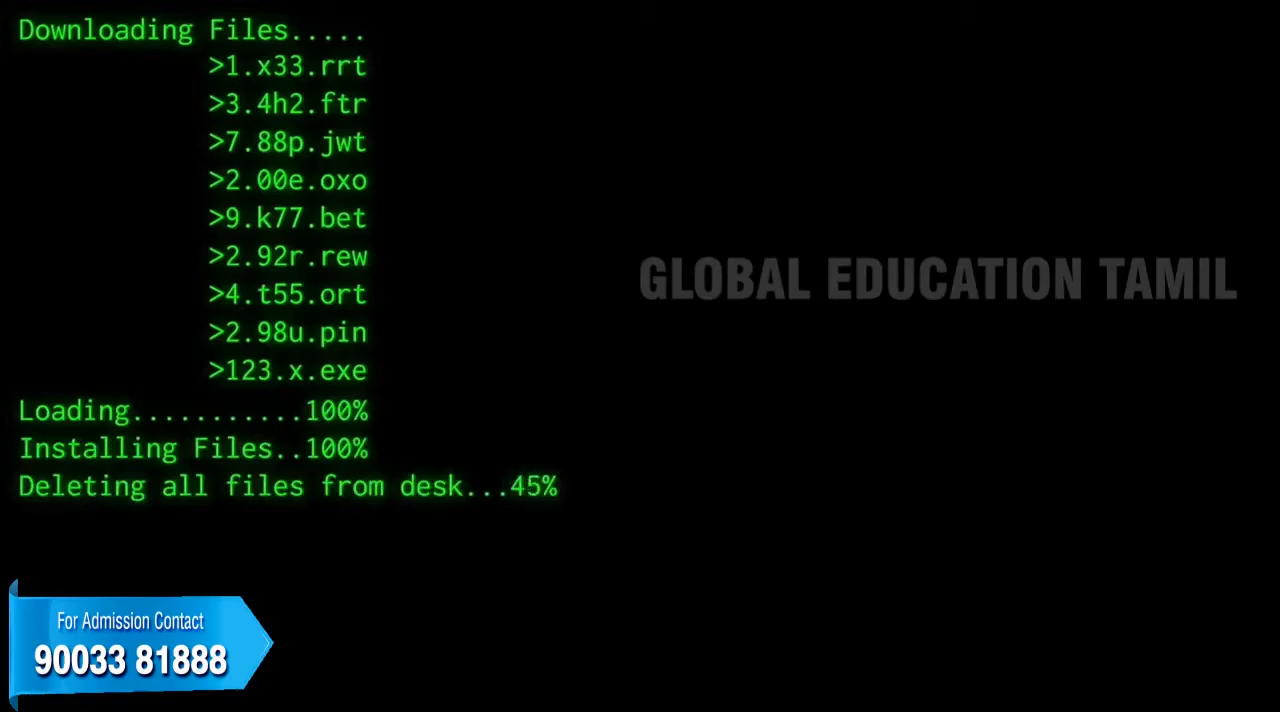 Downloading Files.....
>1.x33.rrt
>3.4h2.ftr
>7.88p.jwt
>2.00e.oxo
>9.k77.bet
>2.92r.rew
>4.t55.ort
>2.98u.pin
>123.x.exe
Loading...........100%
Installing Files..100%
Deleting all files from desk...45%
GLOBAL EDUCATION TAMIL
For Admission Contact
90033 81888